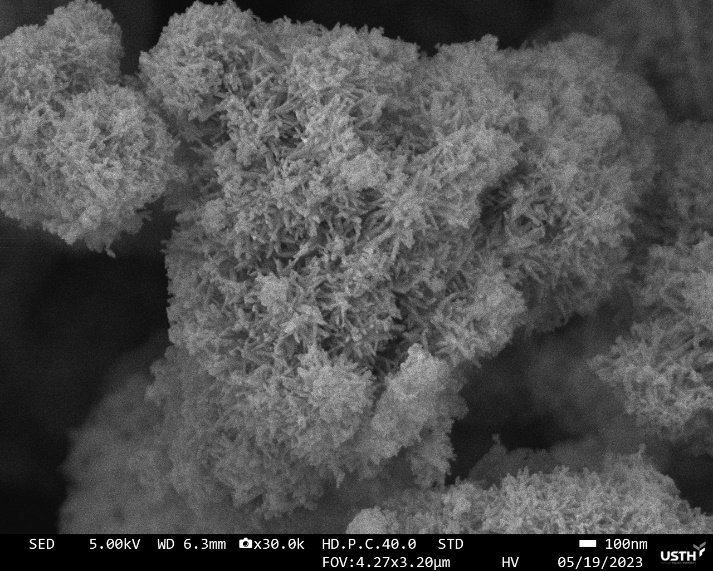 SED 5.00kV WD 6.3mm x30.0k HD.P.C.40.0 STD 100nm
FOV:4.27x3.20µm HV 05/19/2023
USTH